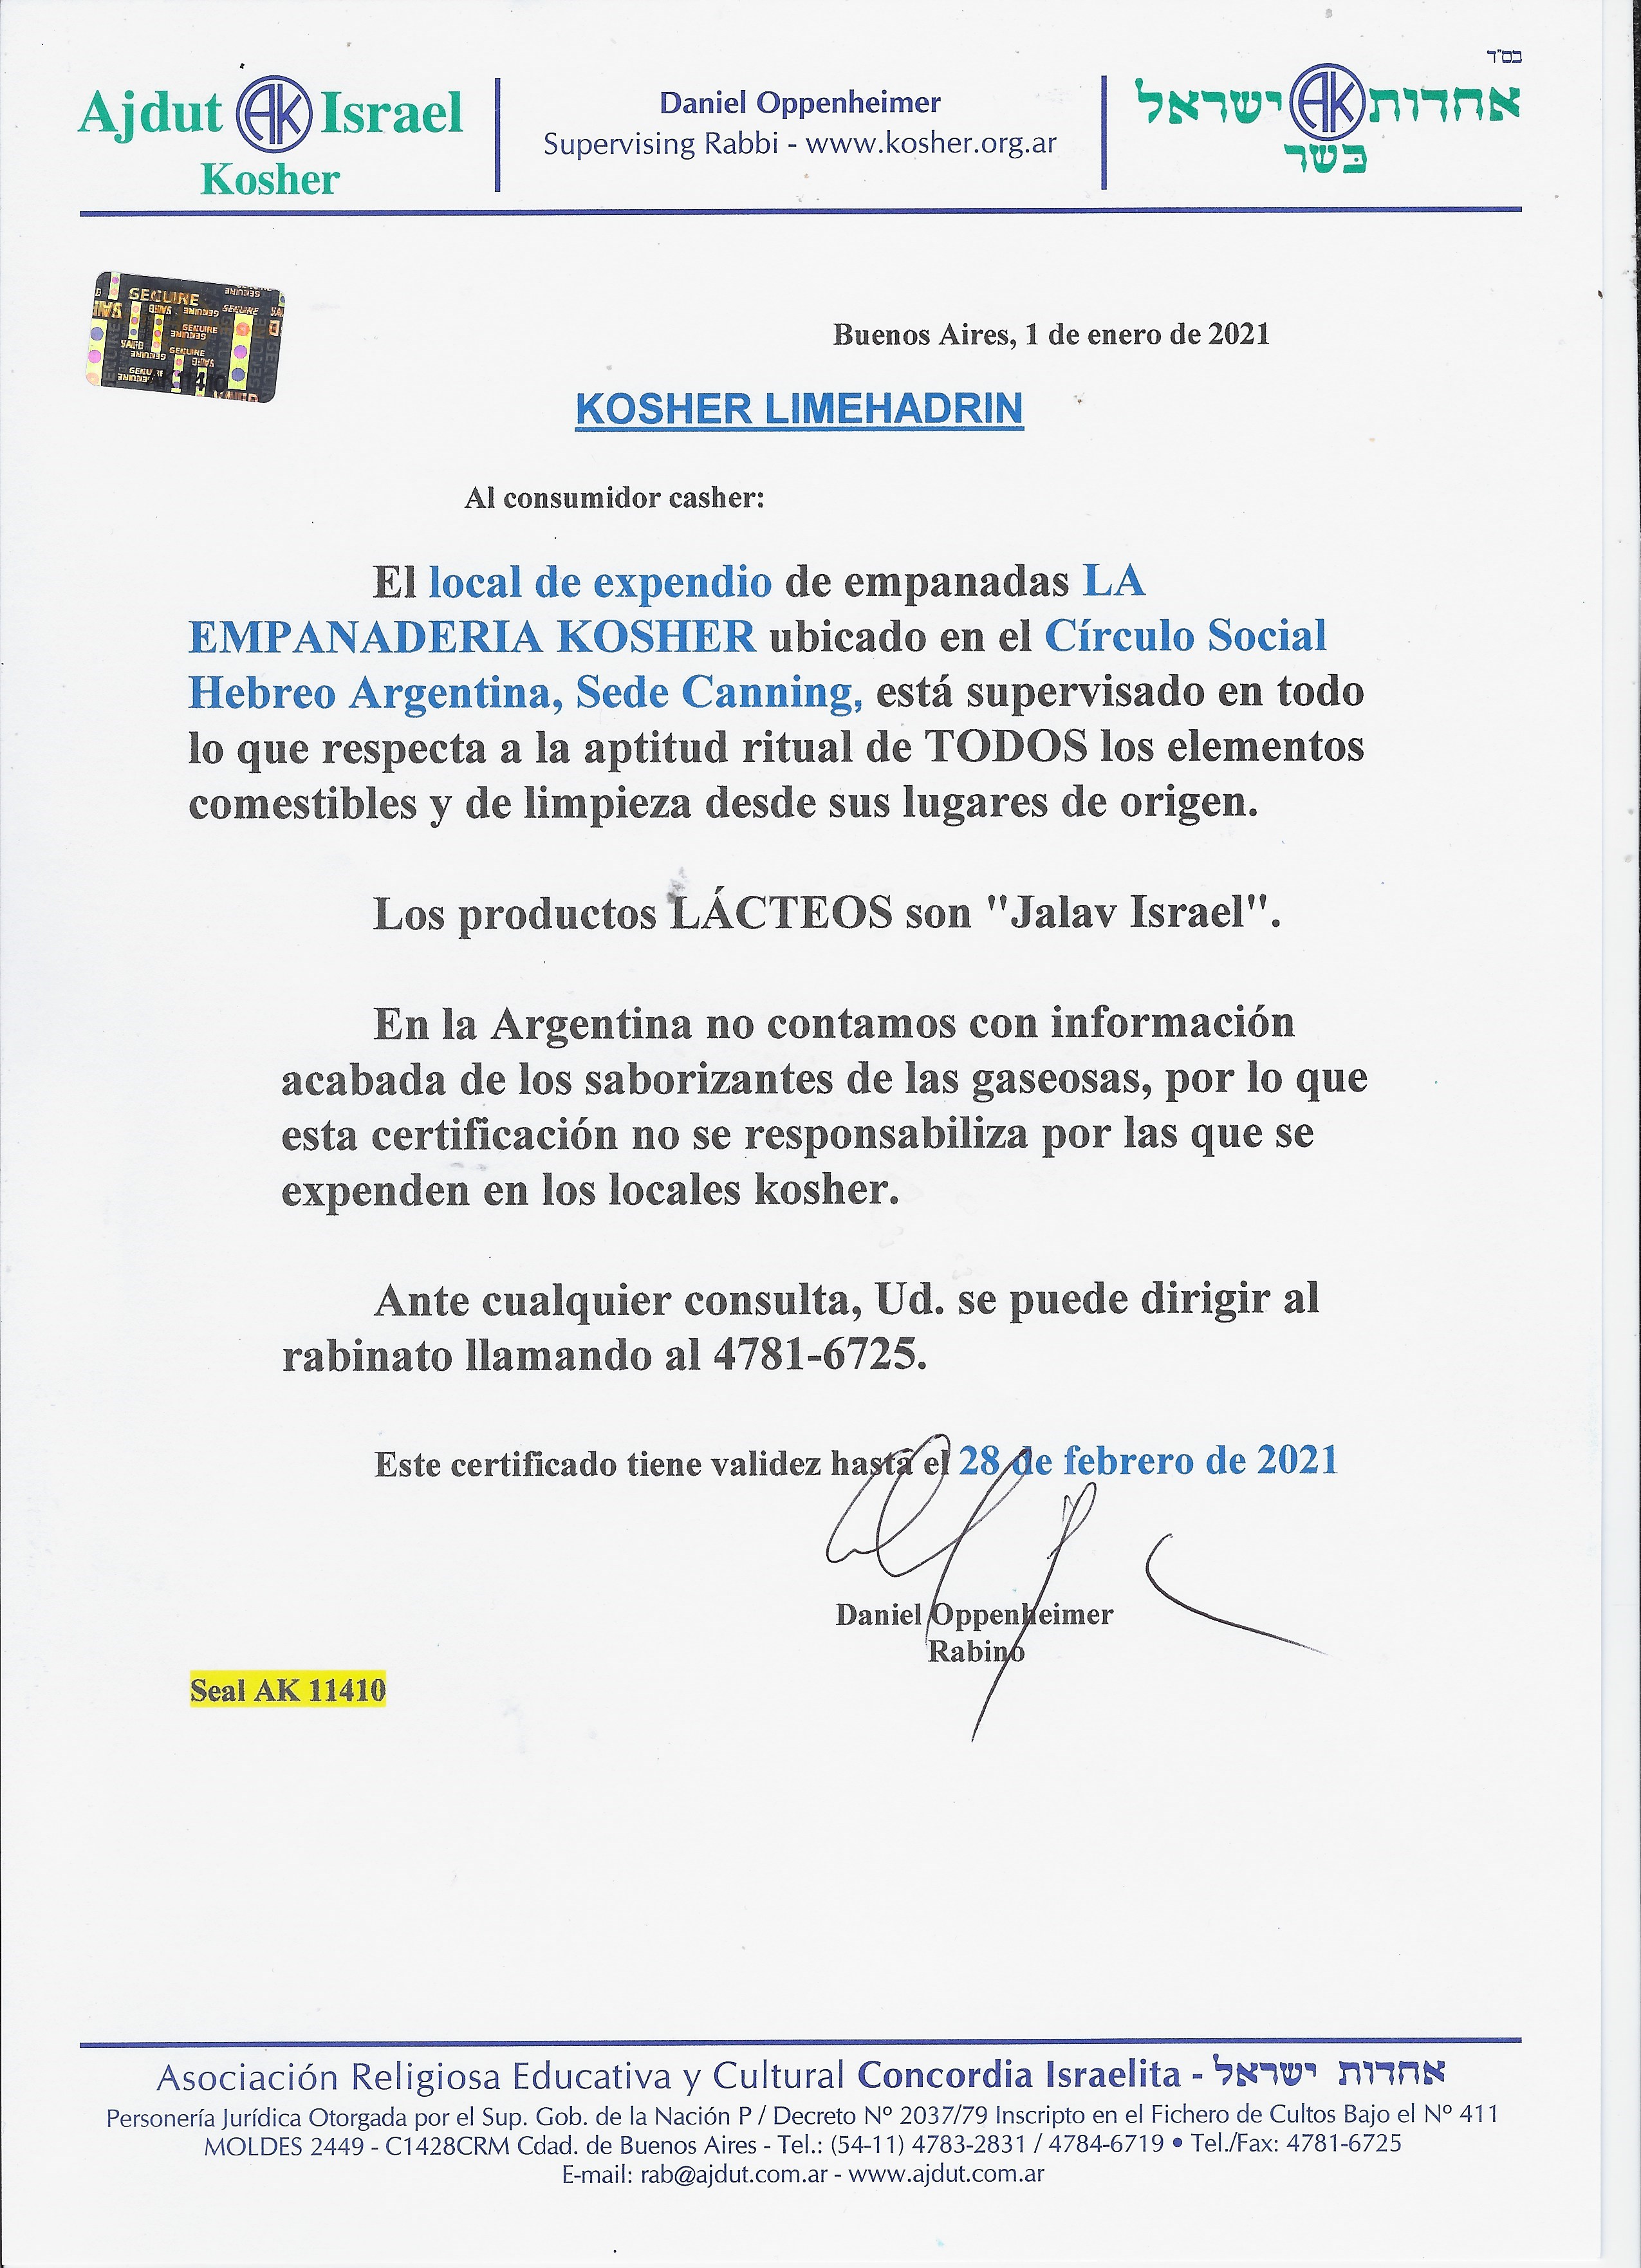 בס"ד
Ajdut AK Israel
Kosher
Daniel Oppenheimer
Supervising Rabbi - www.kosher.org.ar
אחדות AK ישראל
כשר
GENUINE
11410
Buenos Aires, 1 de enero de 2021
KOSHER LIMEHADRIN
Al consumidor casher:
El local de expendio de empanadas LA
EMPANADERIA KOSHER ubicado en el Círculo Social
Hebreo Argentina, Sede Canning, está supervisado en todo
lo que respecta a la aptitud ritual de TODOS los elementos
comestibles y de limpieza desde sus lugares de origen.
Los productos LÁCTEOS son "Jalav Israel".
En la Argentina no contamos con información
acabada de los saborizantes de las gaseosas, por lo que
esta certificación no se responsabiliza por las que se
expenden en los locales kosher.
Ante cualquier consulta, Ud. se puede dirigir al
rabinato llamando al 4781-6725.
Este certificado tiene validez hasta el 28 de febrero de 2021
Daniel Oppenheimer
Rabino
Seal AK 11410
Asociación Religiosa Educativa y Cultural Concordia Israelita - אחדות ישראל
Personería Jurídica Otorgada por el Sup. Gob. de la Nación P / Decreto Nº 2037/79 Inscripto en el Fichero de Cultos Bajo el Nº 411
MOLDES 2449 - C1428CRM Cdad. de Buenos Aires - Tel.: (54-11) 4783-2831 / 4784-6719 • Tel./Fax: 4781-6725
E-mail: rab@ajdut.com.ar - www.ajdut.com.ar